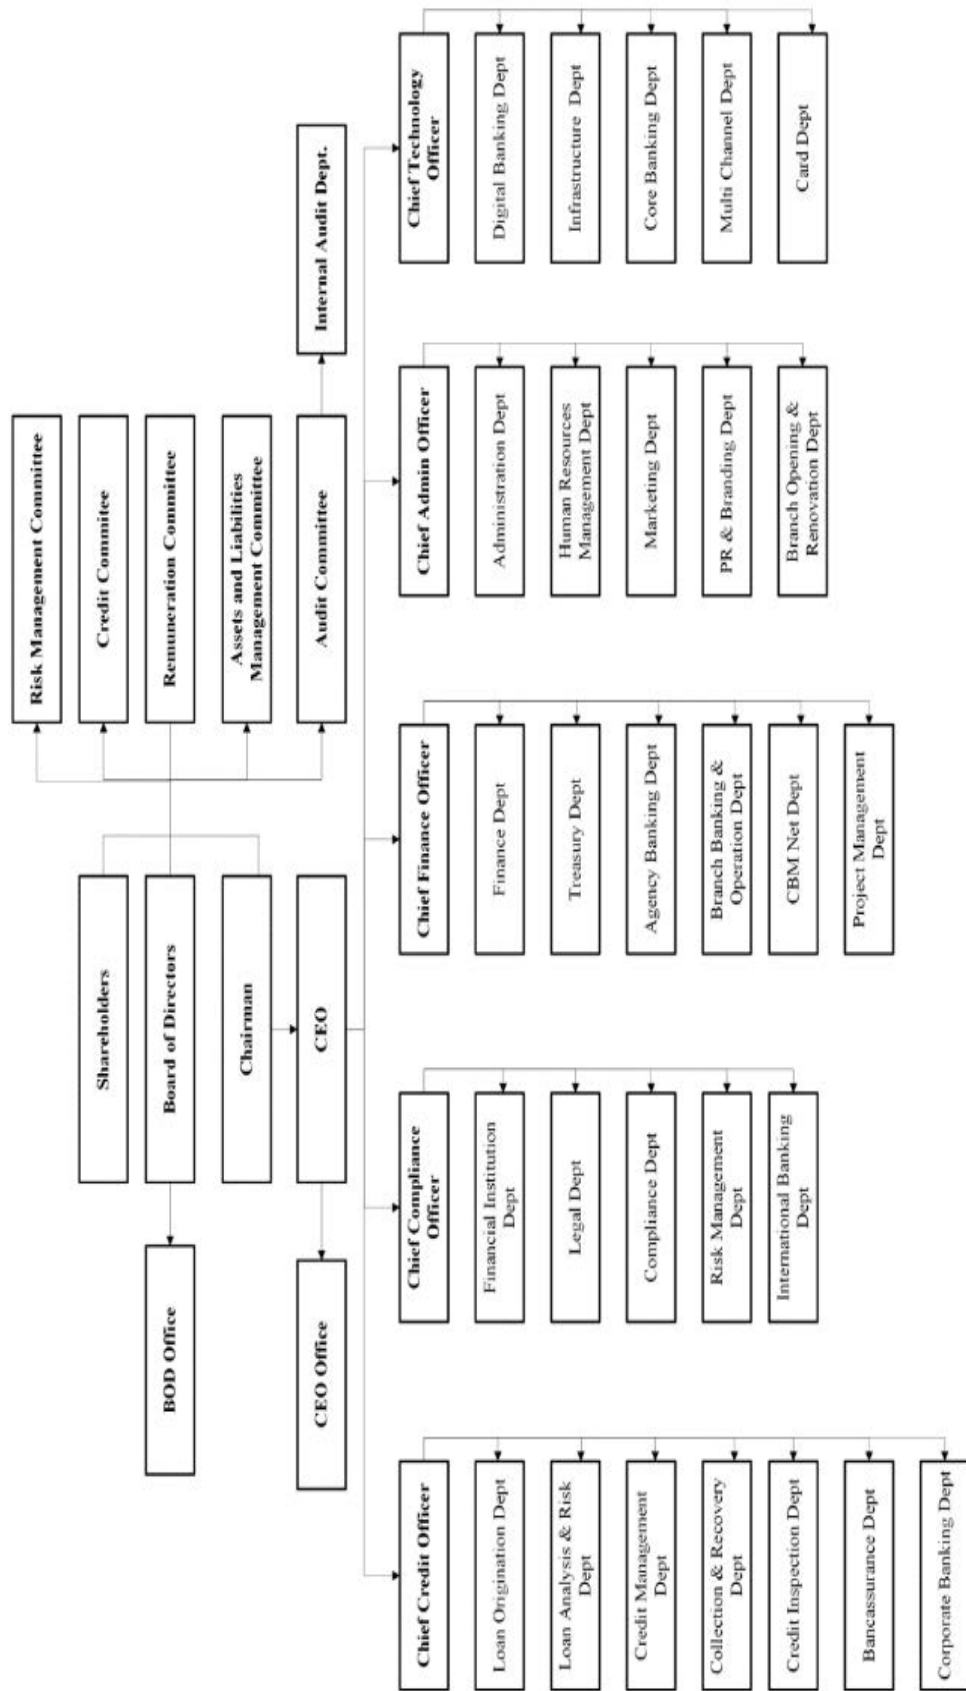 Shareholders
Risk Management Committee
Credit Commitee
BOD Office
Board of Directors
Remuneration Committee
Chairman
Assets and Liabilities
Management Committee
CEO Office
CEO
Audit Committee
Internal Audit Dept.
Chief Credit Officer
Loan Origination Dept
Loan Analysis & Risk
Dept
Credit Management
Dept
Collection & Recovery
Dept
Credit Inspection Dept
Bancassurance Dept
Corporate Banking Dept
Chief Compliance
Officer
Financial Institution
Dept
Legal Dept
Compliance Dept
Risk Management
Dept
International Banking
Dept
Chief Finance Officer
Finance Dept
Treasury Dept
Agency Banking Dept
Branch Banking &
Operation Dept
CBM Net Dept
Project Management
Dept
Chief Admin Officer
Administration Dept
Human Resources
Management Dept
Marketing Dept
PR & Branding Dept
Branch Opening &
Renovation Dept
Chief Technology
Officer
Digital Banking Dept
Infrastructure Dept
Core Banking Dept
Multi Channel Dept
Card Dept